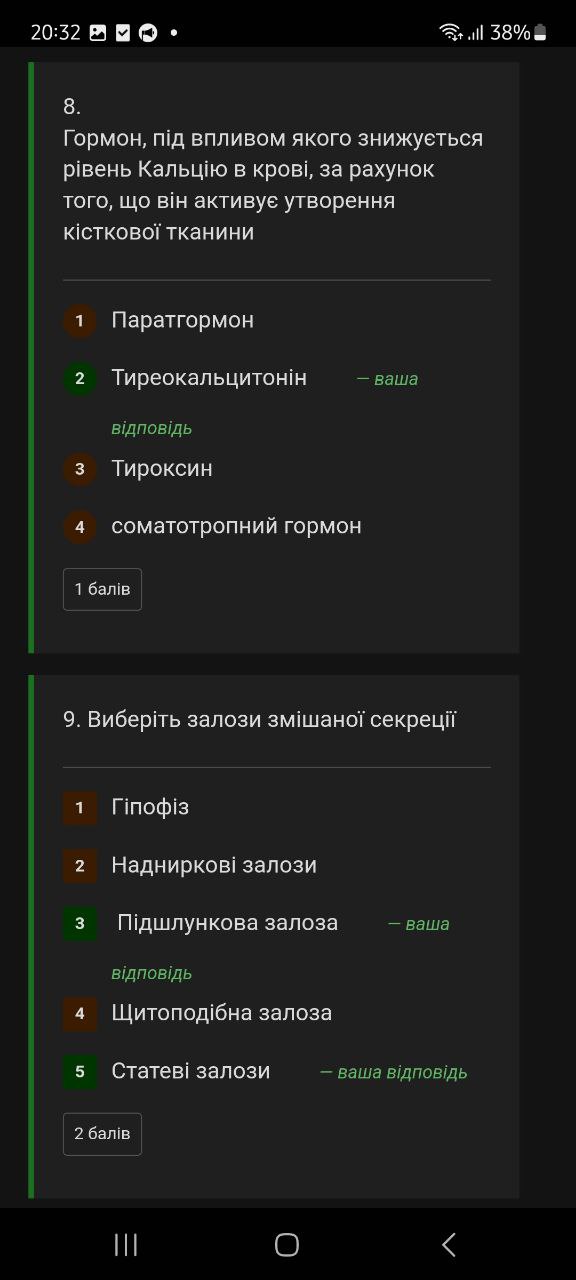 20:32
38%
8.
Гормон, під впливом якого знижується
рівень Кальцію в крові, за рахунок
того, що він активує утворення
кісткової тканини
1 Паратгормон
2 Тиреокальцитонін — ваша
відповідь
3 Тироксин
4 соматотропний гормон
1 балів
9. Виберіть залози змішаної секреції
1 Гіпофіз
2 Надниркові залози
3 Підшлункова залоза — ваша
відповідь
4 Щитоподібна залоза
5 Статеві залози — ваша відповідь
2 балів